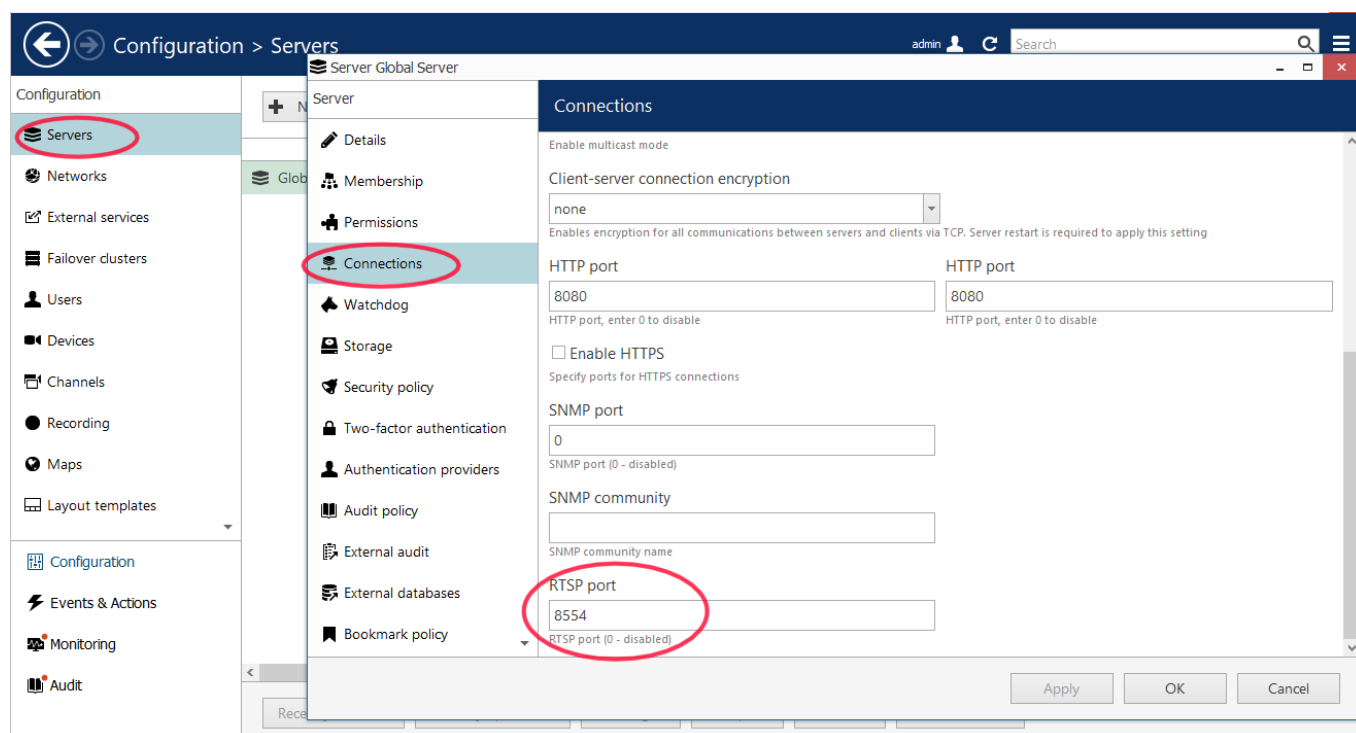 Configuration > Servers
admin
Search
Configuration
Servers
Networks
External services
Failover clusters
Users
Devices
Channels
Recording
Maps
Layout templates
Configuration
Events & Actions
Monitoring
Audit
Server Global Server
Server
Details
Membership
Permissions
Connections
Watchdog
Storage
Security policy
Two-factor authentication
Authentication providers
Audit policy
External audit
External databases
Bookmark policy
Connections
Enable multicast mode
Client-server connection encryption
none
Enables encryption for all communications between servers and clients via TCP. Server restart is required to apply this setting
HTTP port HTTP port
8080 8080
HTTP port, enter 0 to disable HTTP port, enter 0 to disable
Enable HTTPS
Specify ports for HTTPS connections
SNMP port
0
SNMP port (0 - disabled)
SNMP community
SNMP community name
RTSP port
8554
RTSP port (0 - disabled)
Apply OK Cancel